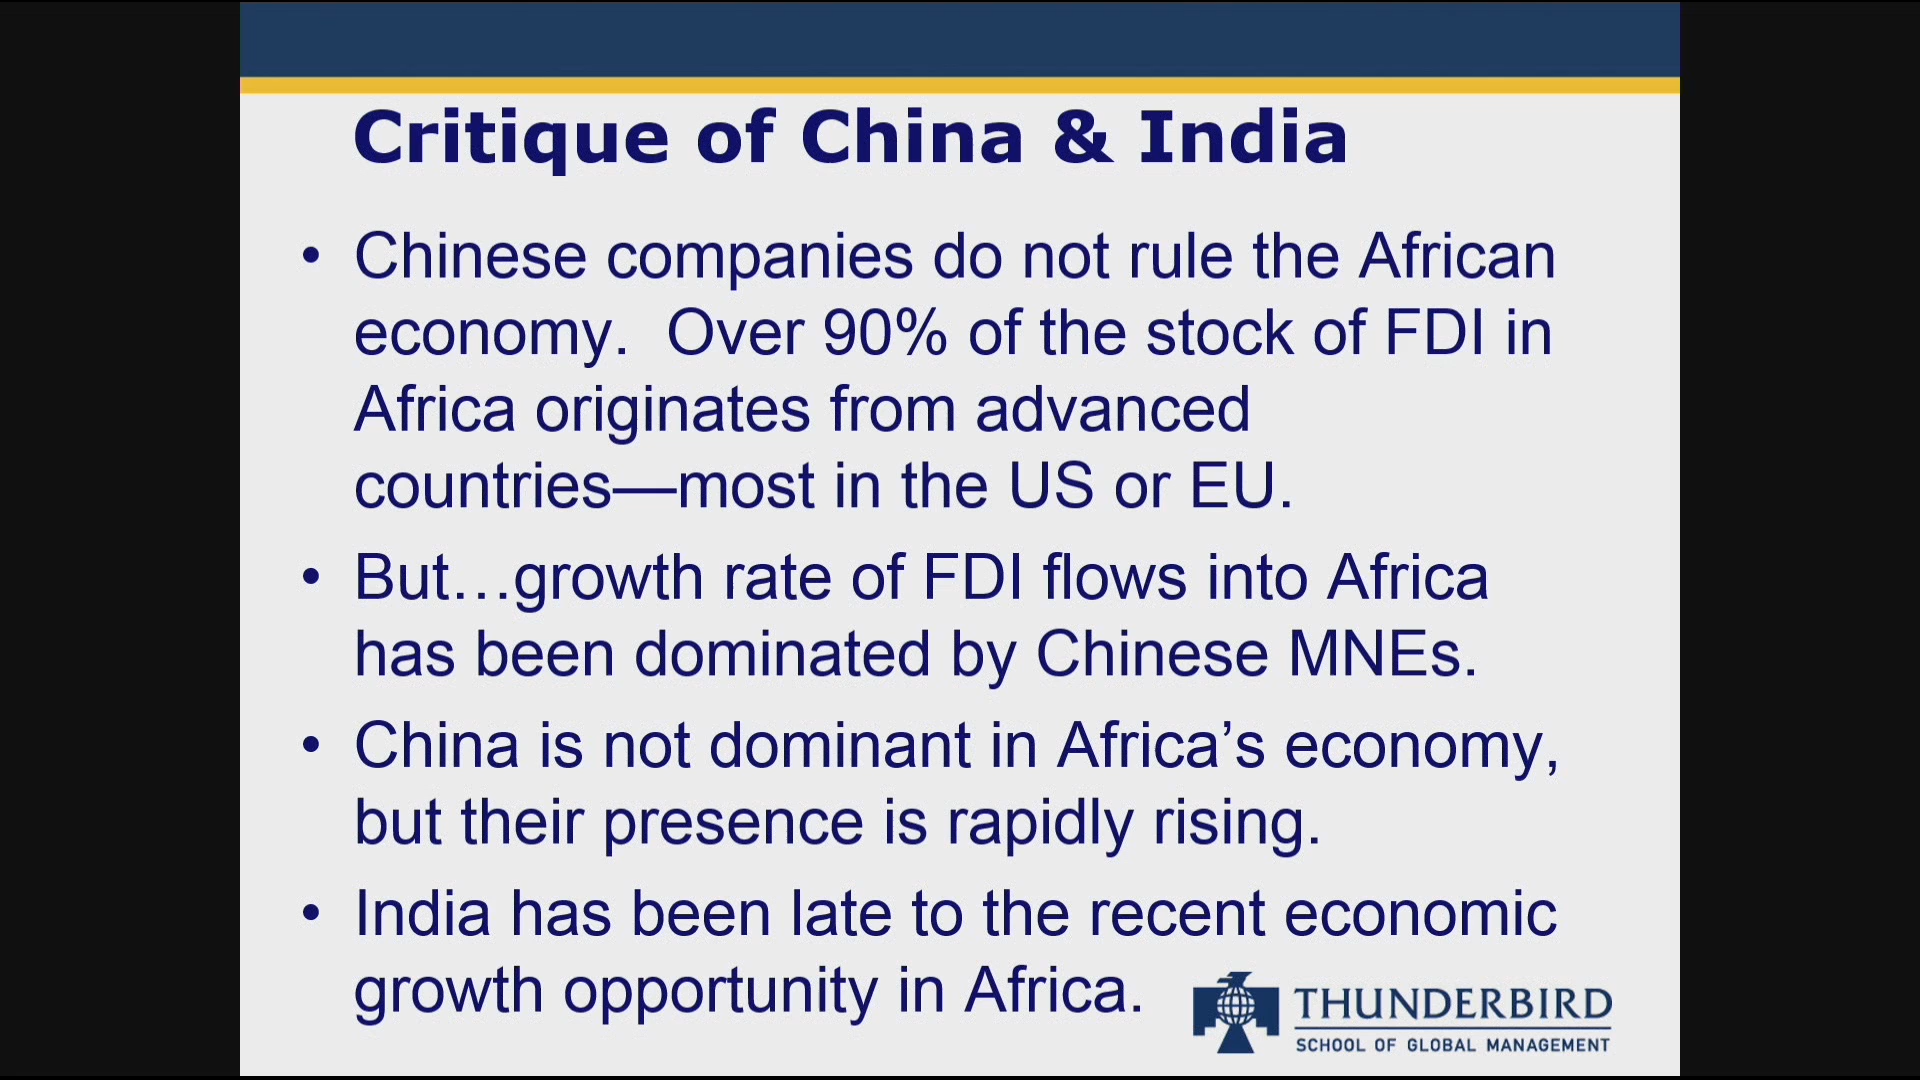 Critique of China & India
• Chinese companies do not rule the African
economy.  Over 90% of the stock of FDI in
Africa originates from advanced
countries—most in the US or EU.
• But…growth rate of FDI flows into Africa
has been dominated by Chinese MNEs.
• China is not dominant in Africa’s economy,
but their presence is rapidly rising.
• India has been late to the recent economic
growth opportunity in Africa.
THUNDERBIRD
SCHOOL OF GLOBAL MANAGEMENT